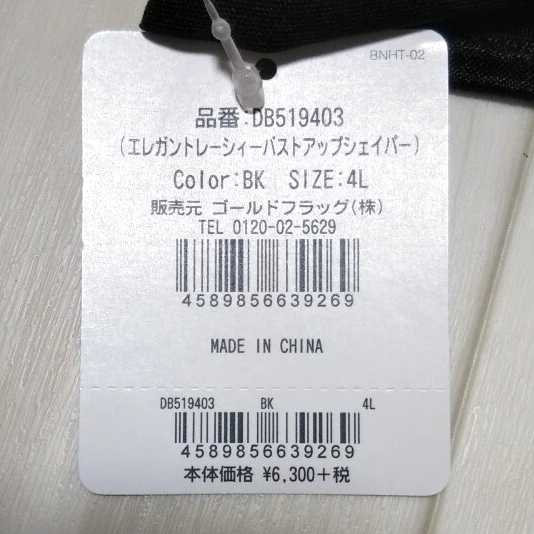 BNHT-02
品番:DB519403
(エレガントレーシィーバストアップシェイパー)
Color:BK SIZE:4L
販売元 ゴールドフラッグ(株)
TEL 0120-02-5629
4589856639269
MADE IN CHINA
DB519403 BK 4L
4589856639269
本体価格 ¥6,300+税